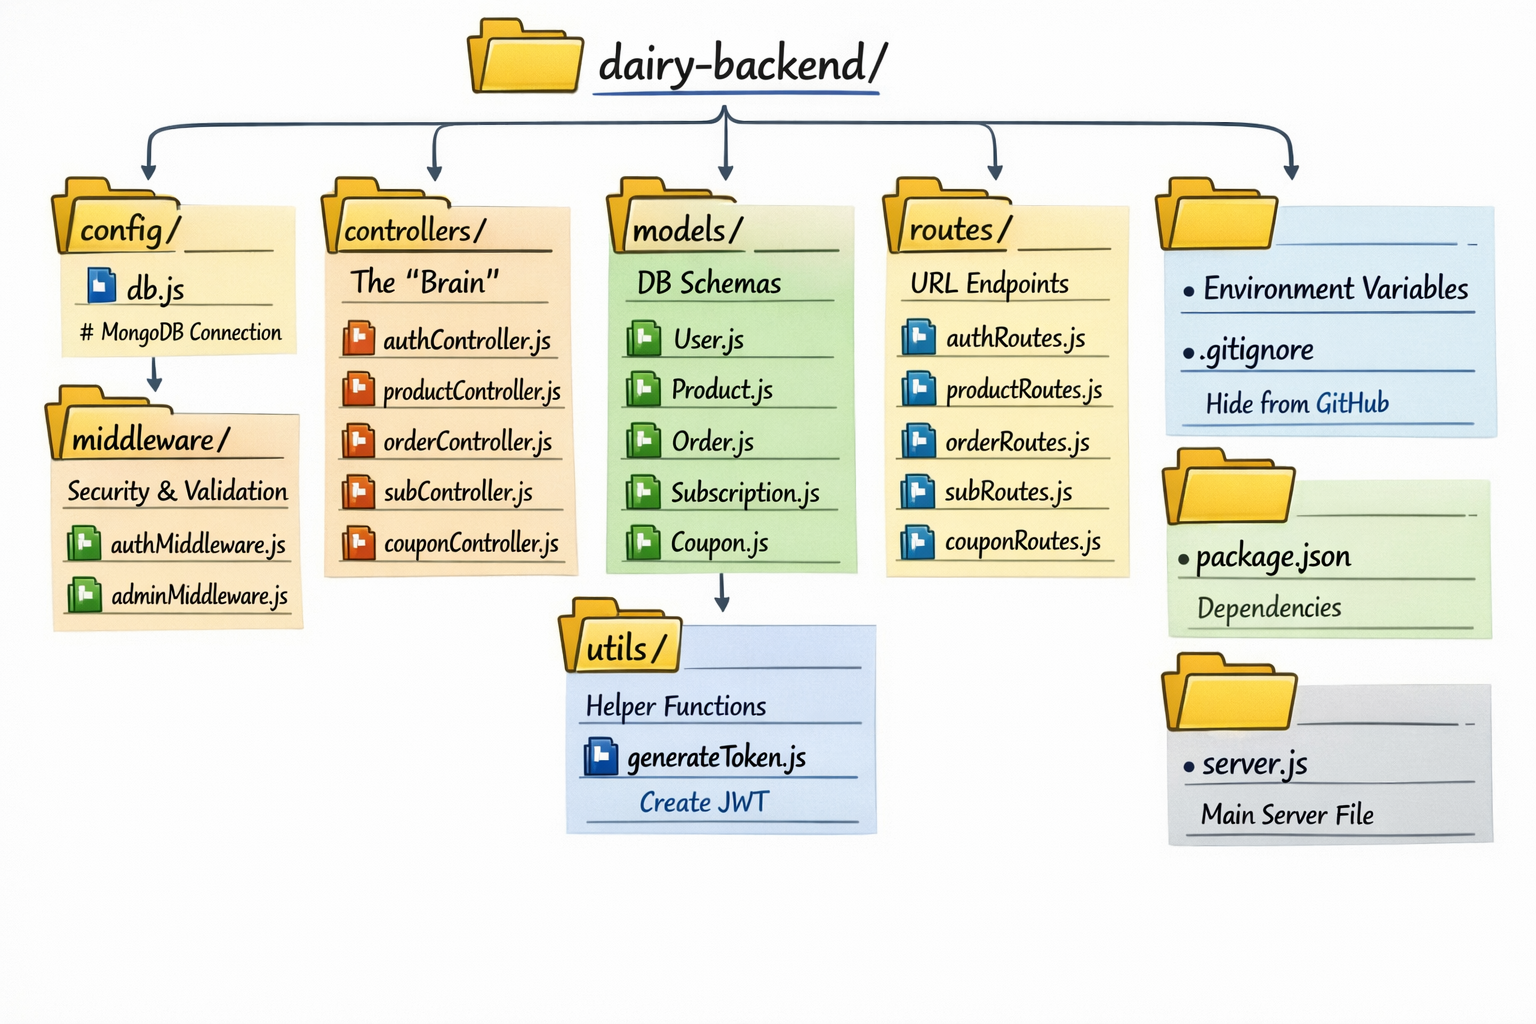 dairy-backend/
config/
db.js
# MongoDB Connection
middleware/
Security & Validation
authMiddleware.js
adminMiddleware.js
controllers/
The “Brain”
authController.js
productController.js
orderController.js
subController.js
couponController.js
models/
DB Schemas
User.js
Product.js
Order.js
Subscription.js
Coupon.js
utils/
Helper Functions
generateToken.js
Create JWT
routes/
URL Endpoints
authRoutes.js
productRoutes.js
orderRoutes.js
subRoutes.js
couponRoutes.js
• Environment Variables
• .gitignore
Hide from GitHub
• package.json
Dependencies
• server.js
Main Server File